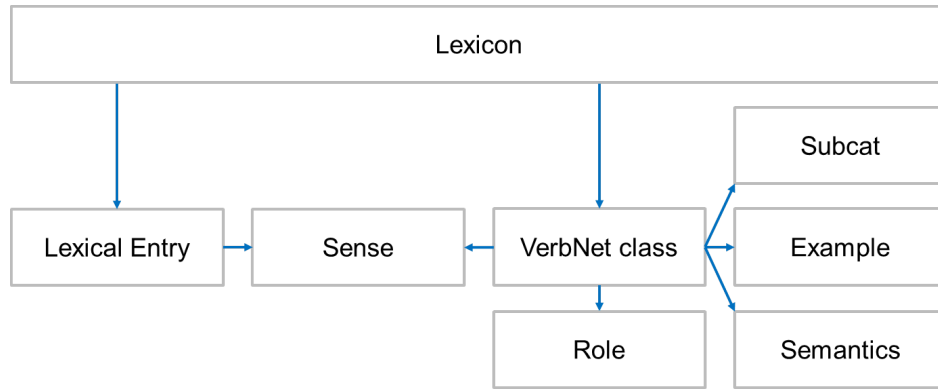 Lexicon
Subcat
Lexical Entry
Sense
VerbNet class
Example
Role
Semantics